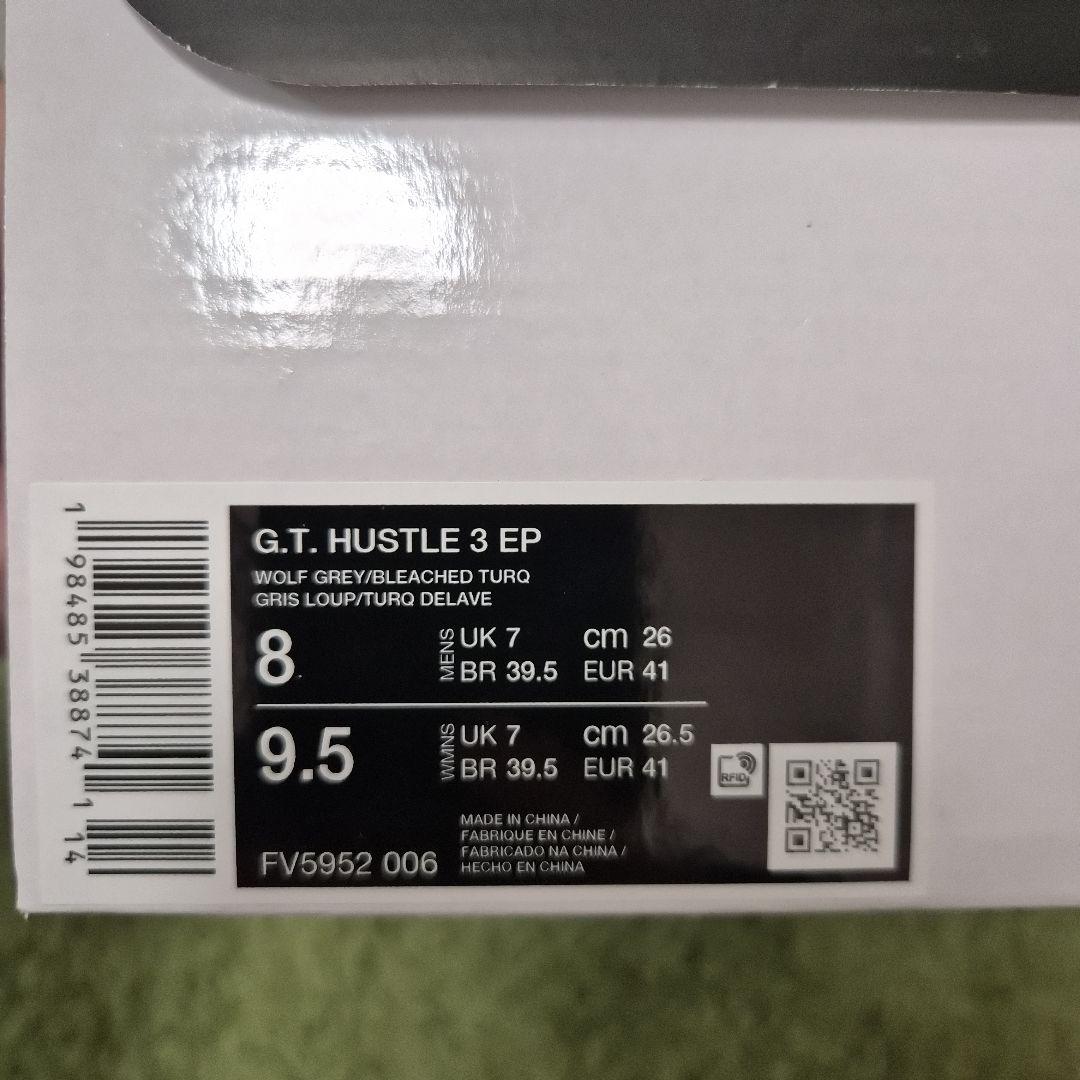 G.T. HUSTLE 3 EP
WOLF GREY/BLEACHED TURQ
GRIS LOUP/TURQ DELAVE
8 MENS UK 7 cm 26
BR 39.5 EUR 41
9.5 WMNS UK 7 cm 26.5
BR 39.5 EUR 41
RFID
MADE IN CHINA /
FABRIQUE EN CHINE /
FABRICADO NA CHINA /
HECHO EN CHINA
FV5952 006
1 98485 38874 1 14